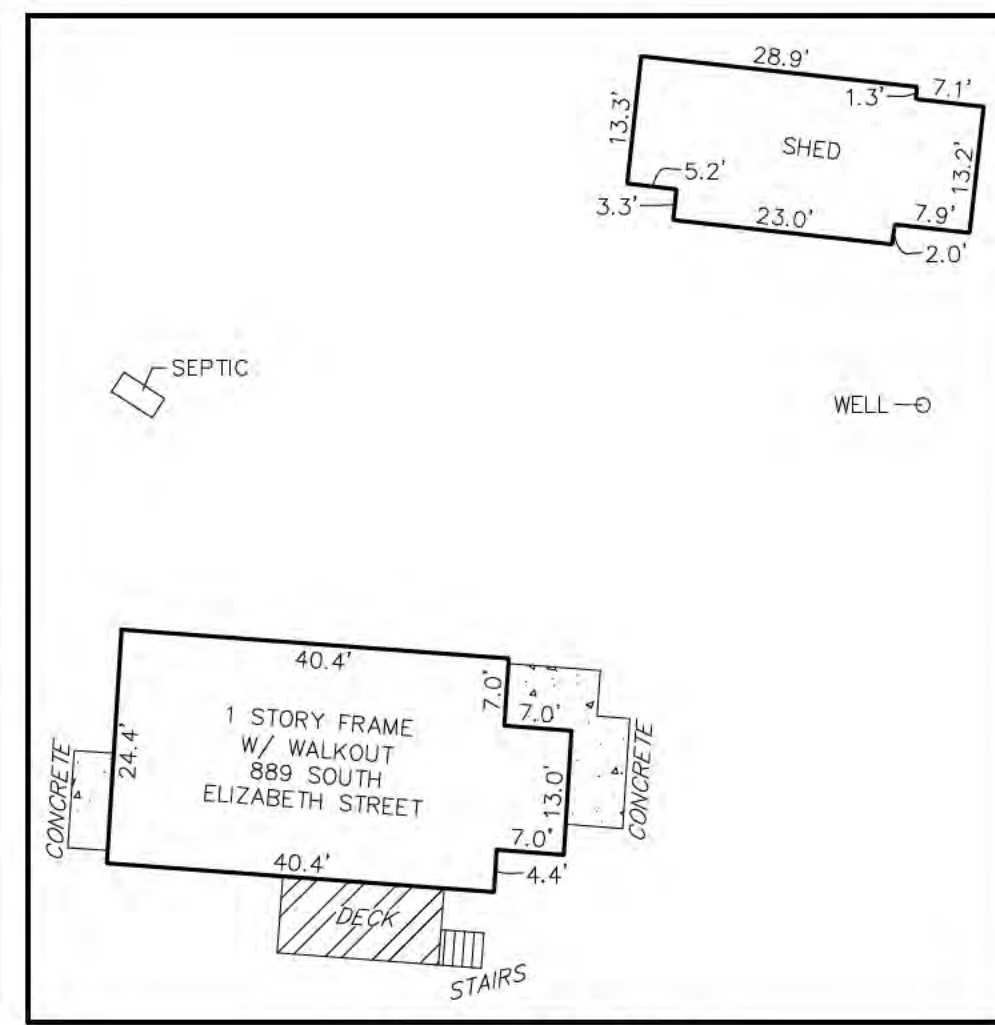 28.9'
1.3'
7.1'
13.3'
SHED
13.2'
5.2'
3.3'
23.0'
7.9'
2.0'
SEPTIC
WELL
40.4'
7.0'
7.0'
1 STORY FRAME
W/ WALKOUT
889 SOUTH
ELIZABETH STREET
24.4'
CONCRETE
13.0'
CONCRETE
7.0'
4.4'
40.4'
DECK
STAIRS